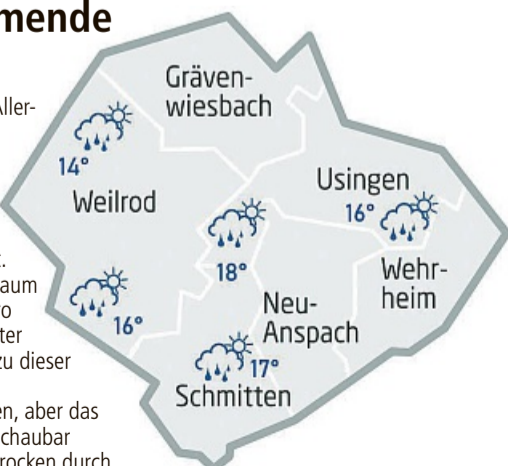 mende
Aller-
aum
o
ter
zu dieser
en, aber das
schaubar
rocken durch
Gräven-
wiesbach
14°
Weilrod
Usingen
16°
18°
Wehr-
heim
16°
Neu-
Anspach
17°
Schmitten